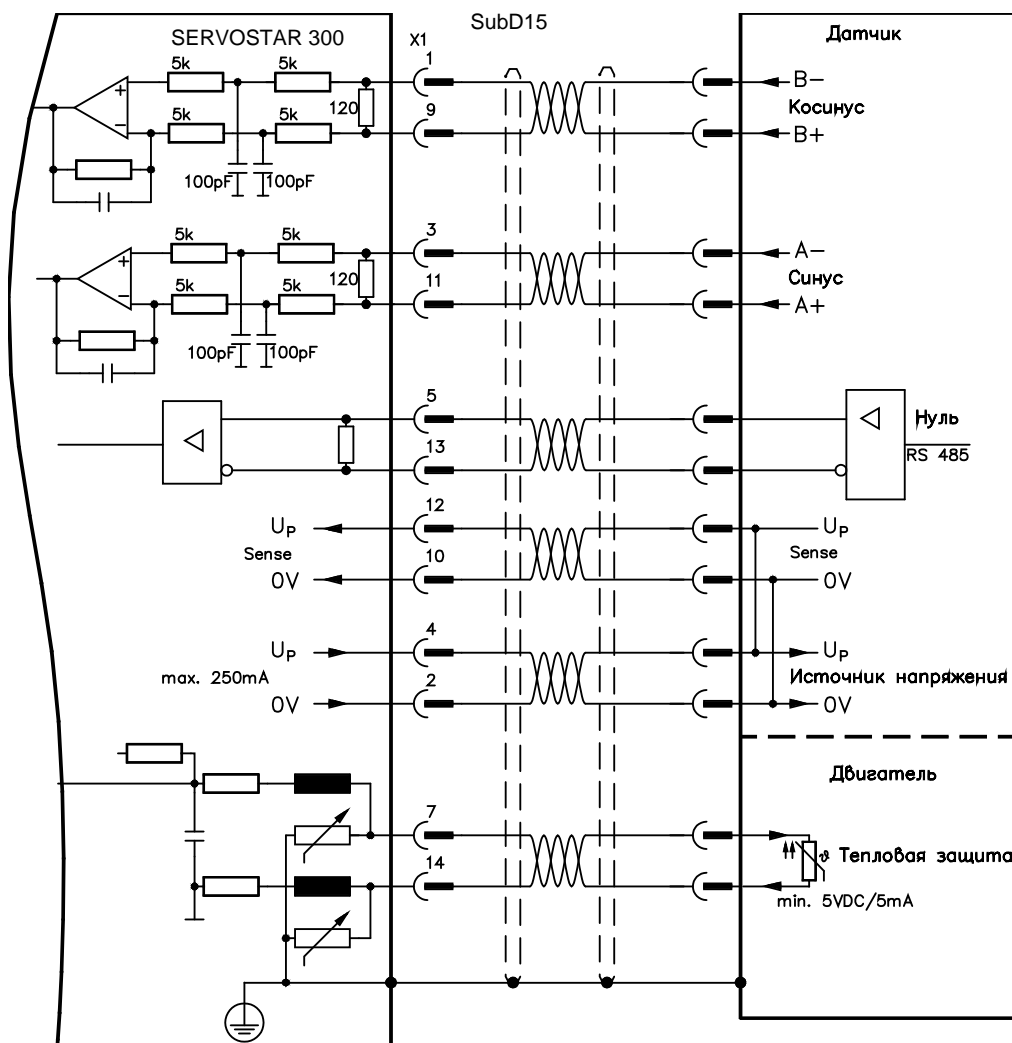 SERVOSTAR 300
X1
SubD15
Датчик
5k
5k
1
B−
120
Косинус
5k
5k
9
B+
100pF
100pF
5k
5k
3
A−
120
Синус
5k
5k
11
A+
100pF
100pF
5
Нуль
13
RS 485
UP
12
UP
Sense
Sense
0V
10
0V
UP
4
UP
max. 250mA
Источник напряжения
0V
2
0V
Двигатель
7
ϑ Тепловая защита
14
min. 5VDC/5mA